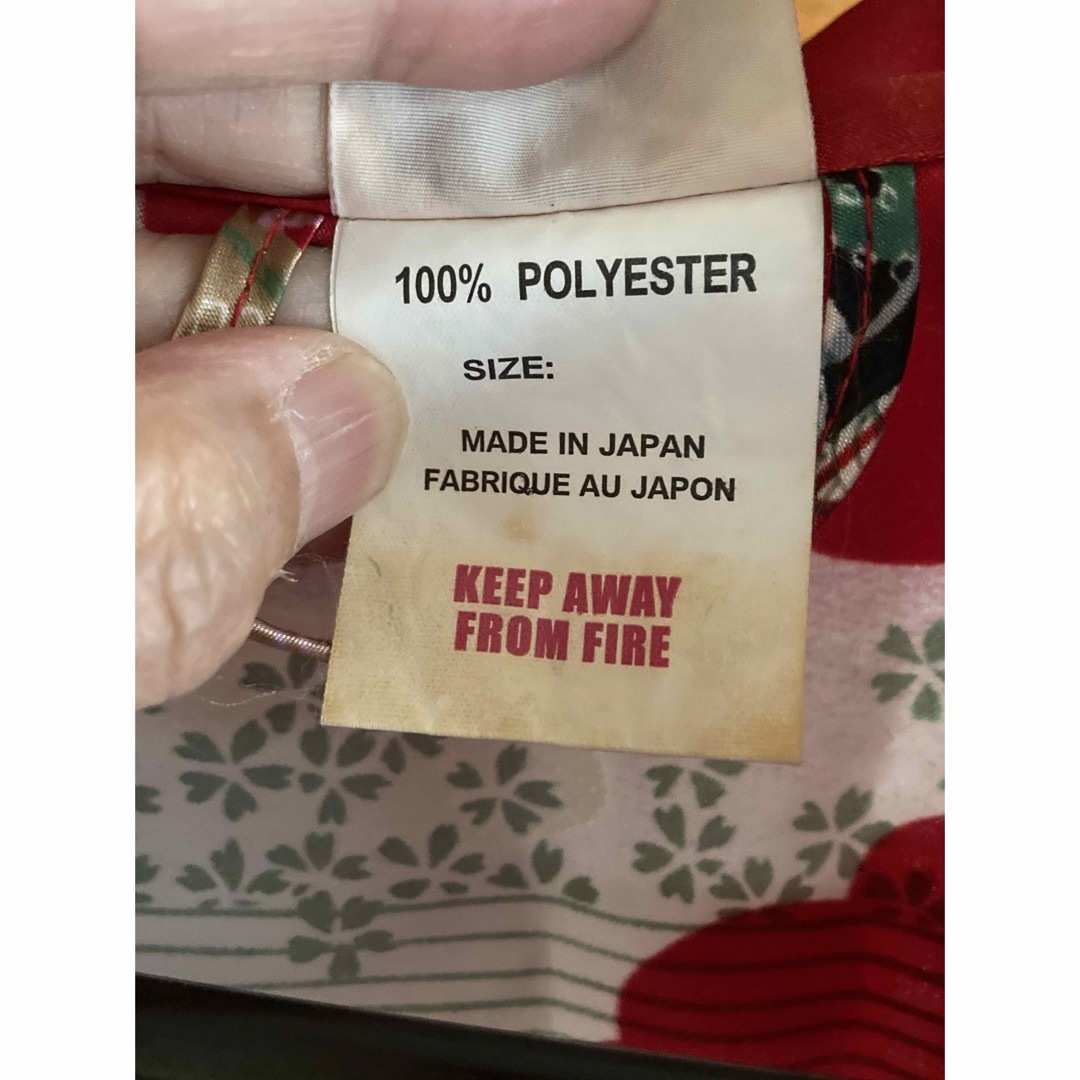 100% POLYESTER
SIZE:
MADE IN JAPAN
FABRIQUE AU JAPON
KEEP AWAY
FROM FIRE